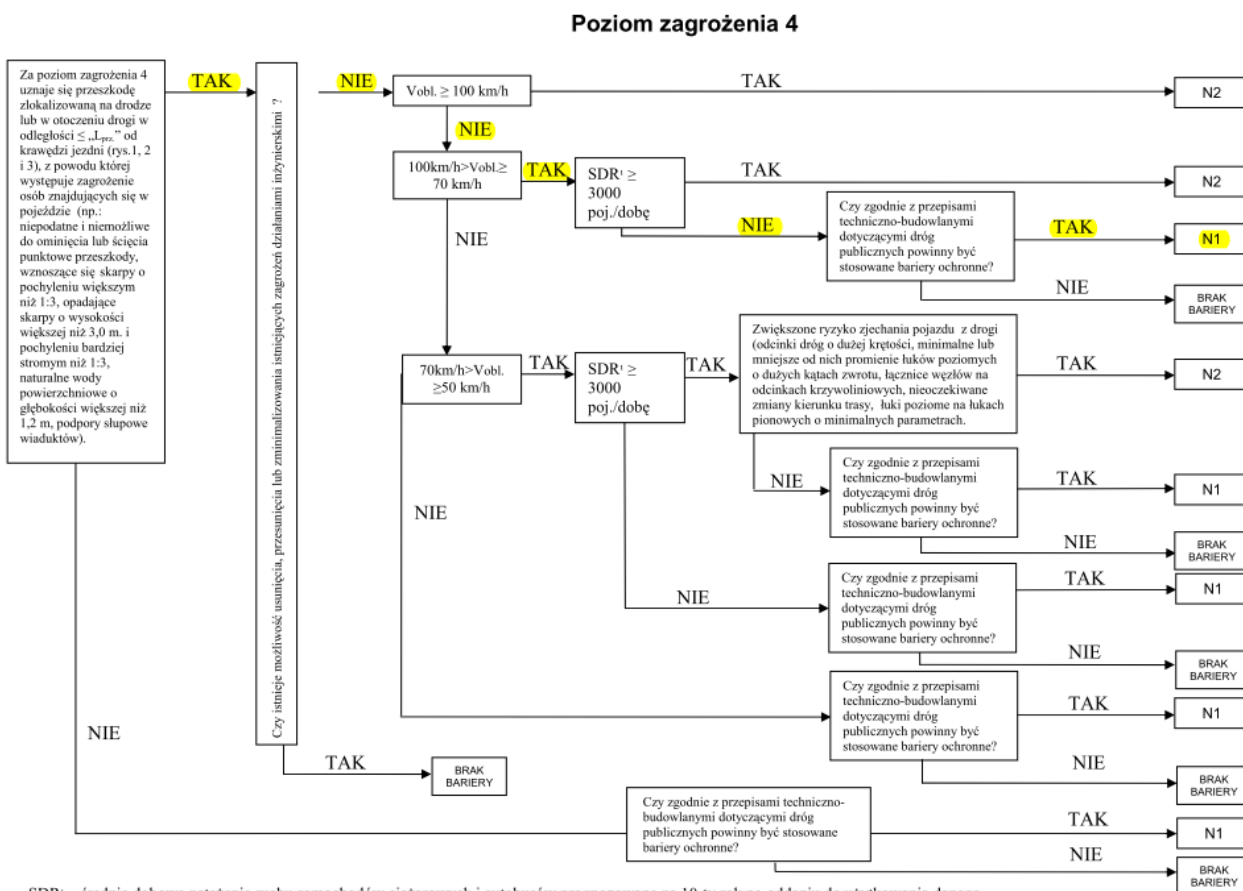 Poziom zagrożenia 4
Za poziom zagrożenia 4
uznaje się przeszkodę
zlokalizowaną na drodze
lub w otoczeniu drogi w
odległości ≤ „Lprz.” od
krawędzi jezdni (rys.1, 2
i 3), z powodu której
występuje zagrożenie
osób znajdujących się w
pojeździe (np.:
niepodatne i niemożliwe
do ominięcia lub ścięcia
punktowe przeszkody,
wznoszące się skarpy o
pochyleniu większym
niż 1:3, opadające
skarpy o wysokości
większej niż 3,0 m. i
pochyleniu bardziej
stromym niż 1:3,
naturalne wody
powierzchniowe o
głębokości większej niż
1,2 m, podpory słupowe
wiaduktów).
TAK
Czy istnieje możliwość usunięcia, przesunięcia lub zminimalizowania istniejących zagrożeń działaniami inżynierskimi ?
NIE
Vobl. ≥ 100 km/h
TAK
N2
NIE
100km/h>Vobl.≥
70 km/h
TAK
SDR¹ ≥
3000
poj./dobę
TAK
N2
NIE
Czy zgodnie z przepisami
techniczno-budowlanymi
dotyczącymi dróg
publicznych powinny być
stosowane bariery ochronne?
TAK
N1
NIE
BRAK
BARIERY
NIE
70km/h>Vobl.
≥50 km/h
TAK
SDR¹ ≥
3000
poj./dobę
TAK
Zwiększone ryzyko zjechania pojazdu z drogi
(odcinki dróg o dużej krętości, minimalne lub
mniejsze od nich promienie łuków poziomych
o dużych kątach zwrotu, łącznice węzłów na
odcinkach krzywoliniowych, nieoczekiwane
zmiany kierunku trasy, łuki poziome na łukach
pionowych o minimalnych parametrach.
TAK
N2
NIE
Czy zgodnie z przepisami
techniczno-budowlanymi
dotyczącymi dróg
publicznych powinny być
stosowane bariery ochronne?
TAK
N1
NIE
BRAK
BARIERY
NIE
Czy zgodnie z przepisami
techniczno-budowlanymi
dotyczącymi dróg
publicznych powinny być
stosowane bariery ochronne?
TAK
N1
NIE
BRAK
BARIERY
NIE
Czy zgodnie z przepisami
techniczno-budowlanymi
dotyczącymi dróg
publicznych powinny być
stosowane bariery ochronne?
TAK
N1
NIE
BRAK
BARIERY
TAK
BRAK
BARIERY
NIE
Czy zgodnie z przepisami techniczno-
budowlanymi dotyczącymi dróg
publicznych powinny być stosowane
bariery ochronne?
TAK
N1
NIE
BRAK
BARIERY